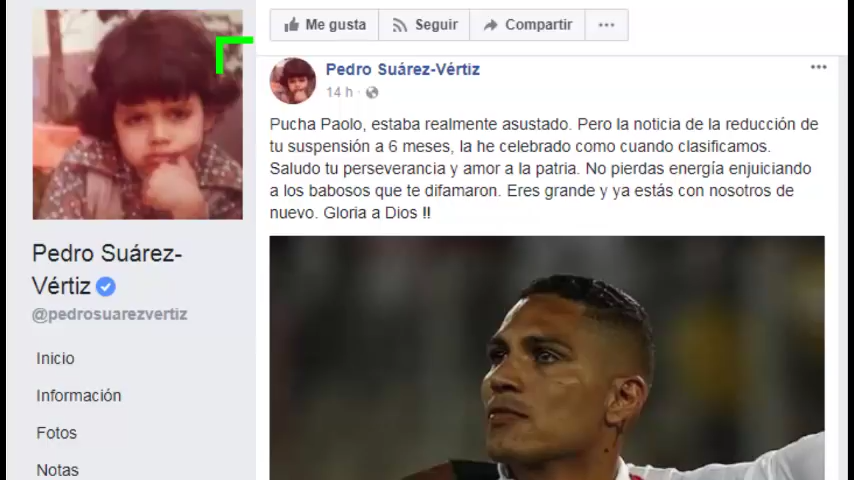 Me gusta Seguir Compartir
Pedro Suárez-Vértiz
14 h
Pucha Paolo, estaba realmente asustado. Pero la noticia de la reducción de
tu suspensión a 6 meses, la he celebrado como cuando clasificamos.
Saludo tu perseverancia y amor a la patria. No pierdas energía enjuiciando
a los babosos que te difamaron. Eres grande y ya estás con nosotros de
nuevo. Gloria a Dios !!
Pedro Suárez-
Vértiz
@pedrosuarezvertiz
Inicio
Información
Fotos
Notas